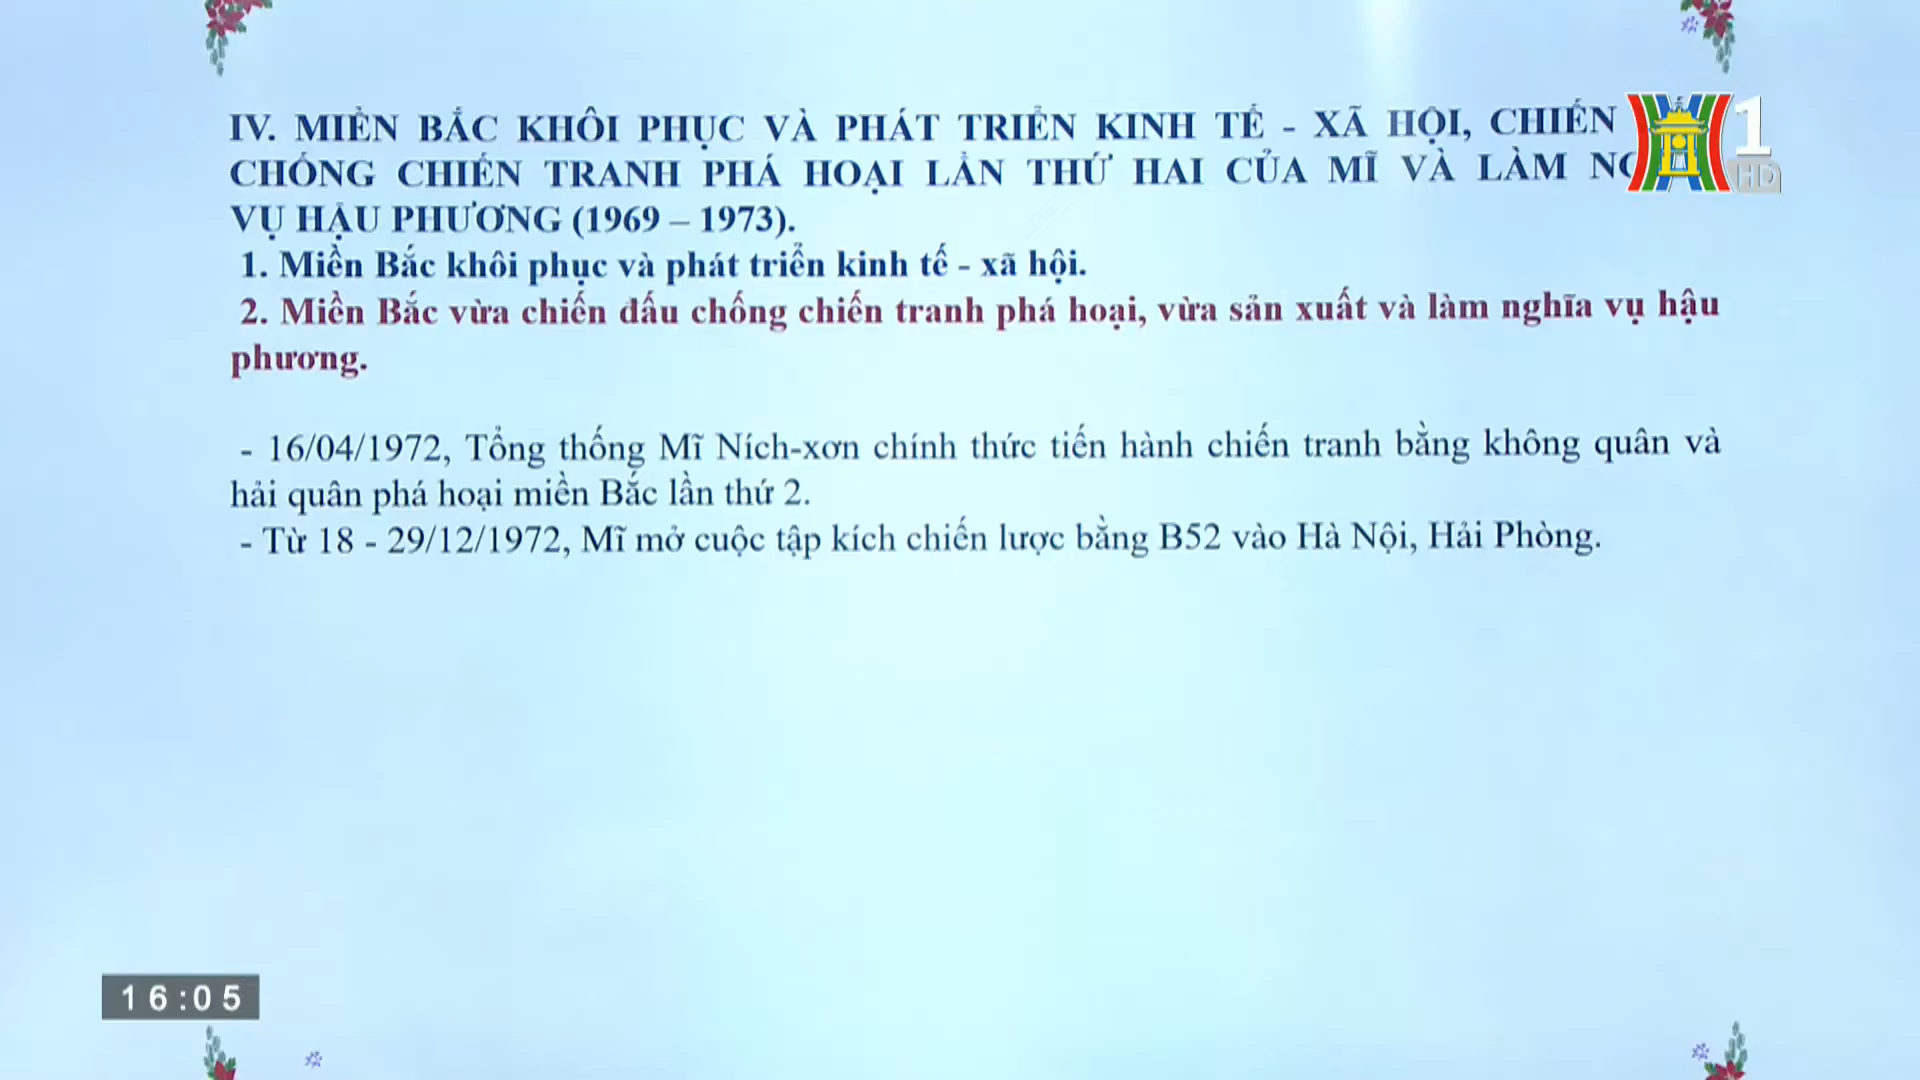 IV. MIỀN BẮC KHÔI PHỤC VÀ PHÁT TRIỂN KINH TẾ - XÃ HỘI, CHIẾN
CHỐNG CHIẾN TRANH PHÁ HOẠI LẦN THỨ HAI CỦA MĨ VÀ LÀM
VỤ HẬU PHƯƠNG (1969 – 1973).
1. Miền Bắc khôi phục và phát triển kinh tế - xã hội.
2. Miền Bắc vừa chiến đấu chống chiến tranh phá hoại, vừa sản xuất và làm nghĩa vụ hậu
phương.
- 16/04/1972, Tổng thống Mĩ Ních-xơn chính thức tiến hành chiến tranh bằng không quân và
hải quân phá hoại miền Bắc lần thứ 2.
- Từ 18 - 29/12/1972, Mĩ mở cuộc tập kích chiến lược bằng B52 vào Hà Nội, Hải Phòng.
1
HD
16:05